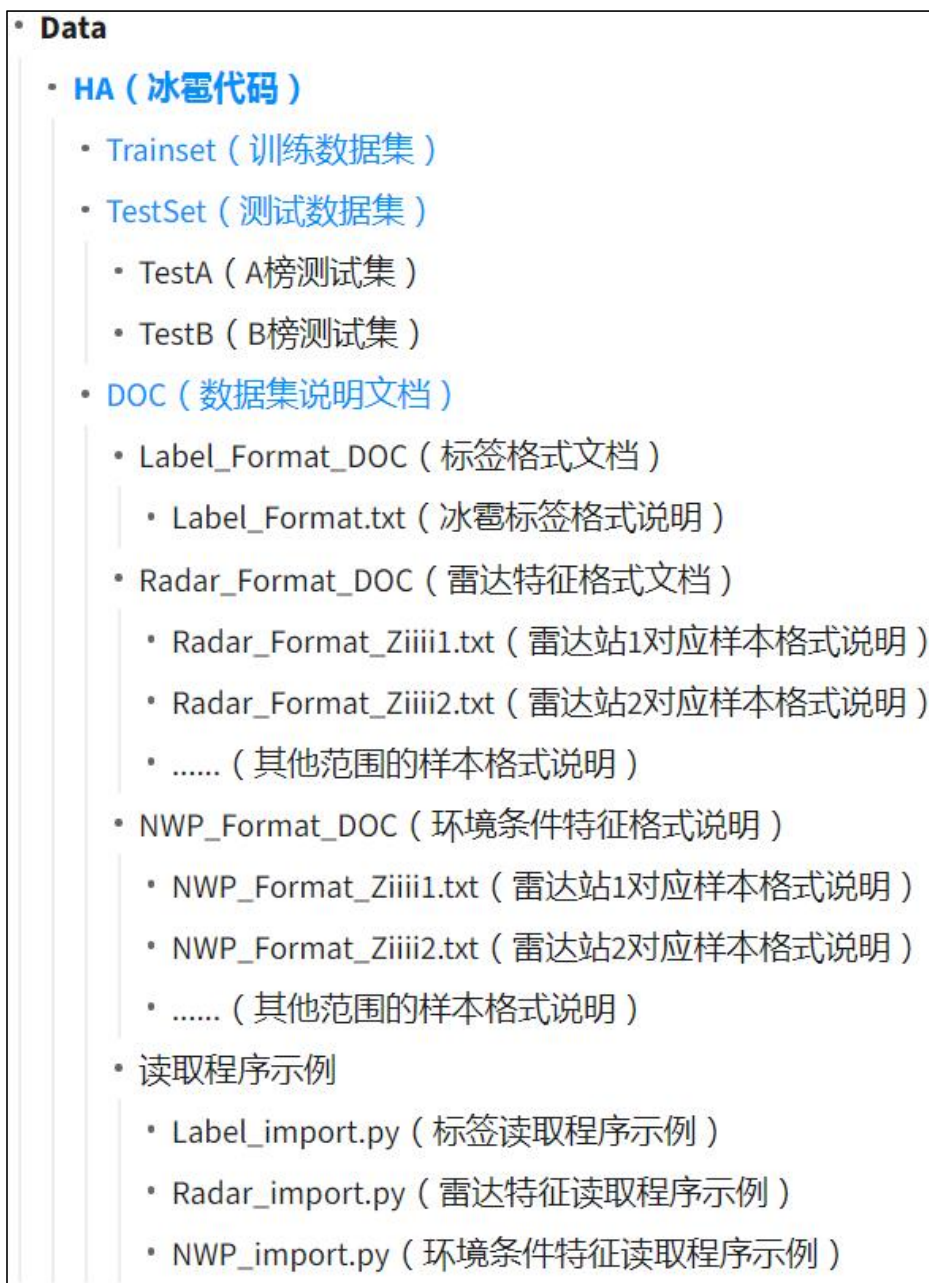 Data
HA（冰雹代码）
Trainset（训练数据集）
TestSet（测试数据集）
TestA（A榜测试集）
TestB（B榜测试集）
DOC（数据集说明文档）
Label_Format_DOC（标签格式文档）
Label_Format.txt（冰雹标签格式说明）
Radar_Format_DOC（雷达特征格式文档）
Radar_Format_Ziiii1.txt（雷达站1对应样本格式说明）
Radar_Format_Ziiii2.txt（雷达站2对应样本格式说明）
......（其他范围的样本格式说明）
NWP_Format_DOC（环境条件特征格式说明）
NWP_Format_Ziiii1.txt（雷达站1对应样本格式说明）
NWP_Format_Ziiii2.txt（雷达站2对应样本格式说明）
......（其他范围的样本格式说明）
读取程序示例
Label_import.py（标签读取程序示例）
Radar_import.py（雷达特征读取程序示例）
NWP_import.py（环境条件特征读取程序示例）